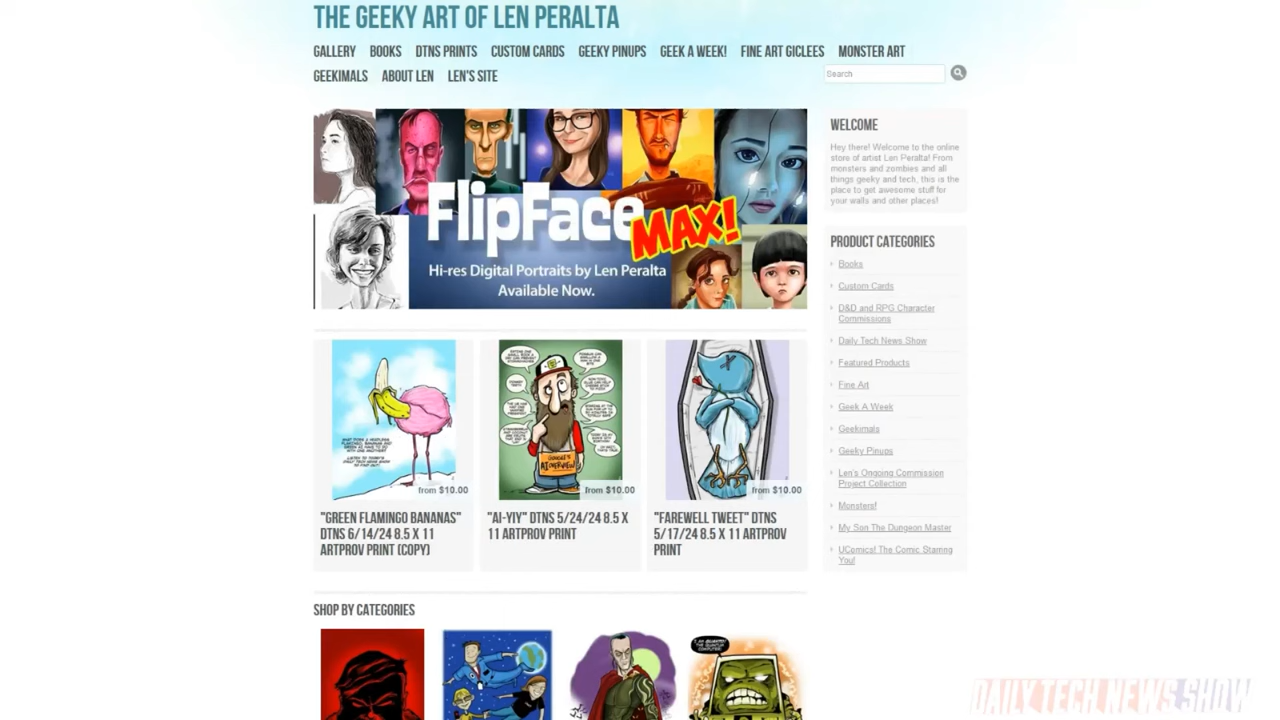 THE GEEKY ART OF LEN PERALTA
GALLERY BOOKS DTNS PRINTS CUSTOM CARDS GEEKY PINUPS GEEK A WEEK! FINE ART GICLEES MONSTER ART
GEEKIMALS ABOUT LEN LEN'S SITE
Search
FlipFace
MAX!
Hi-res Digital Portraits by Len Peralta
Available Now.
WELCOME
Hey there! Welcome to the online
store of artist Len Peralta! From
monsters and zombies and all
things geeky and tech, this is the
place to get awesome stuff for
your walls and other places!
PRODUCT CATEGORIES
Books
Custom Cards
D&D and RPG Character
Commissions
Daily Tech News Show
Featured Products
Fine Art
Geek A Week
Geekimals
Geeky Pinups
Len's Ongoing Commission
Project Collection
Monsters!
My Son The Dungeon Master
UComics! The Comic Starring
You!
from $10.00
"GREEN FLAMINGO BANANAS"
DTNS 6/14/24 8.5 X 11
ARTPROV PRINT (COPY)
GOOGLE'S
AI OVERVIEW
from $10.00
"AI-YIY" DTNS 5/24/24 8.5 X
11 ARTPROV PRINT
from $10.00
"FAREWELL TWEET" DTNS
5/17/24 8.5 X 11 ARTPROV
PRINT
SHOP BY CATEGORIES
DAILY TECH NEWS SHOW